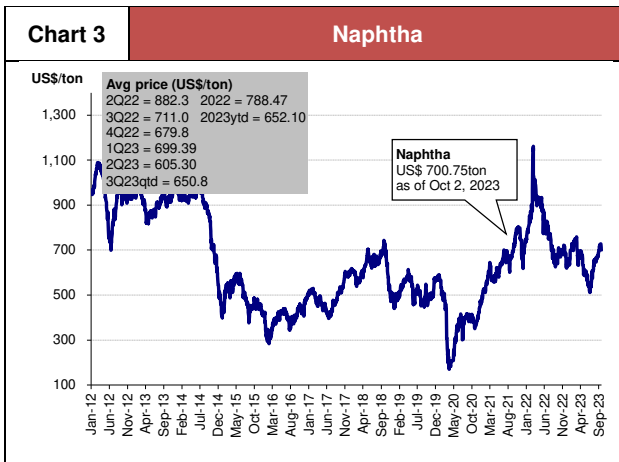 Chart 3
Naphtha
US$/ton
Avg price (US$/ton)
2Q22 = 882.3 2022 = 788.47
3Q22 = 711.0 2023ytd = 652.10
4Q22 = 679.8
1Q23 = 699.39
2Q23 = 605.30
3Q23qtd = 650.8
Naphtha
US$ 700.75ton
as of Oct 2, 2023
1,300
1,100
900
700
500
300
100
Jan-12
Jun-12
Nov-12
Apr-13
Sep-13
Feb-14
Jul-14
Dec-14
May-15
Oct-15
Mar-16
Aug-16
Jan-17
Jun-17
Nov-17
Apr-18
Sep-18
Feb-19
Jul-19
Dec-19
May-20
Oct-20
Mar-21
Aug-21
Jan-22
Jun-22
Nov-22
Apr-23
Sep-23